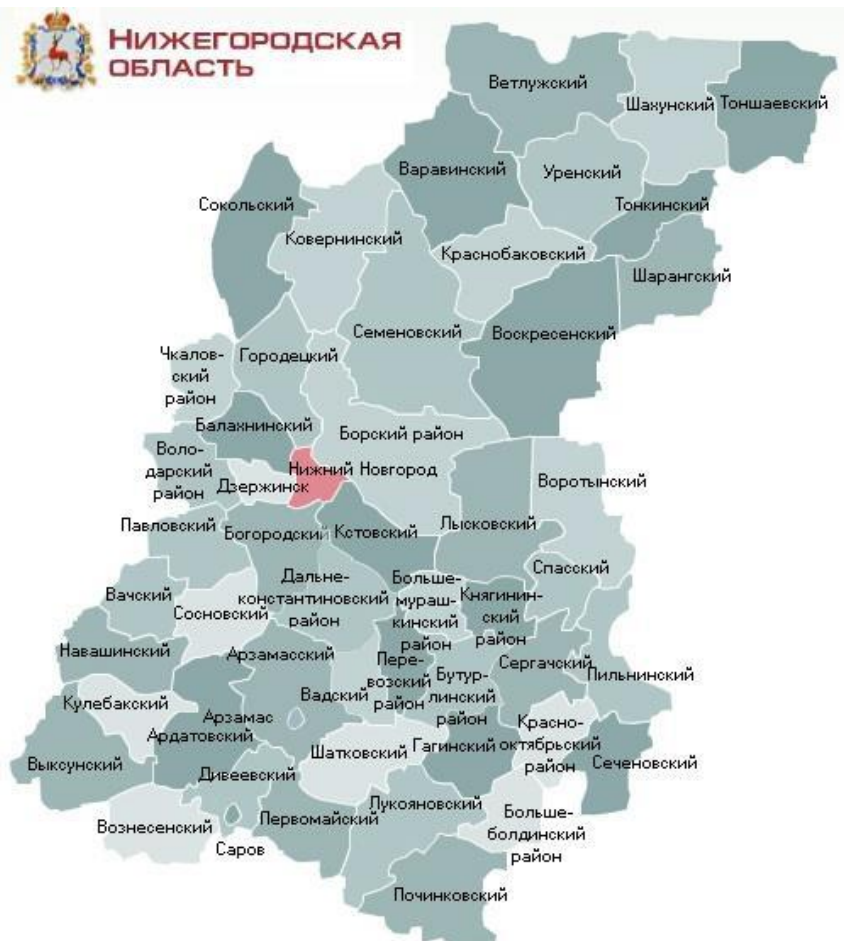 НИЖЕГОРОДСКАЯ
ОБЛАСТЬ
Ветлужский
Шахунский
Тоншаевский
Варавинский
Уренский
Тонкинский
Сокольский
Ковернинский
Краснобаковский
Шарангский
Семеновский
Воскресенский
Чкалов-
ский
район
Городецкий
Балахнинский
Борский район
Воло-
дарский
район
Дзержинск
Нижний Новгород
Воротынский
Павловский
Богородский
Кстовский
Лысковский
Спасский
Вачский
Сосновский
Дальне-
константиновский
район
Больше-
мураш-
кинский
район
Княгинин-
ский
район
Навашинский
Арзамасский
Вадский
Пере-
возский
район
Бутур-
линский
район
Сергачский
Пильнинский
Кулебакский
Арзамас
Ардатовский
Шатковский
Гагинский
Красно-
октябрьский
район
Сеченовский
Выксунский
Дивеевский
Лукояновский
Больше-
болдинский
район
Вознесенский
Первомайский
Саров
Починковский